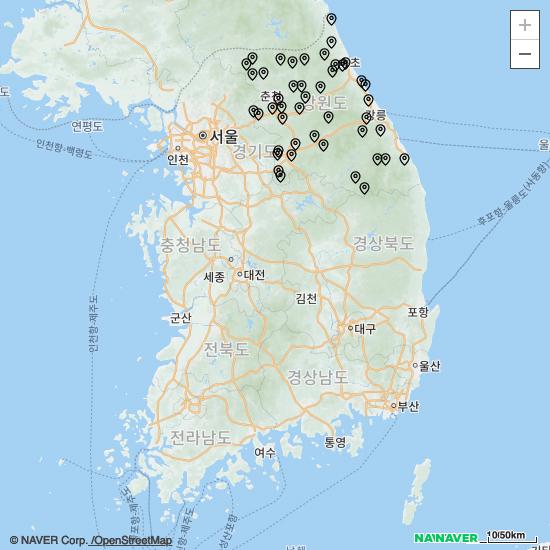 +
−
초
춘천
강원도
강릉
연평도
인천항-백령도
서울
인천
경기도
울
후포항-울릉도(사동항)
충청남도
경상북도
세종
대전
인천항-제주도
김천
군산
포항
대구
전북도
울산
경상남도
부산
전라남도
통영
여수
© NAVER Corp. /OpenStreetMap
NAVER
10/50km